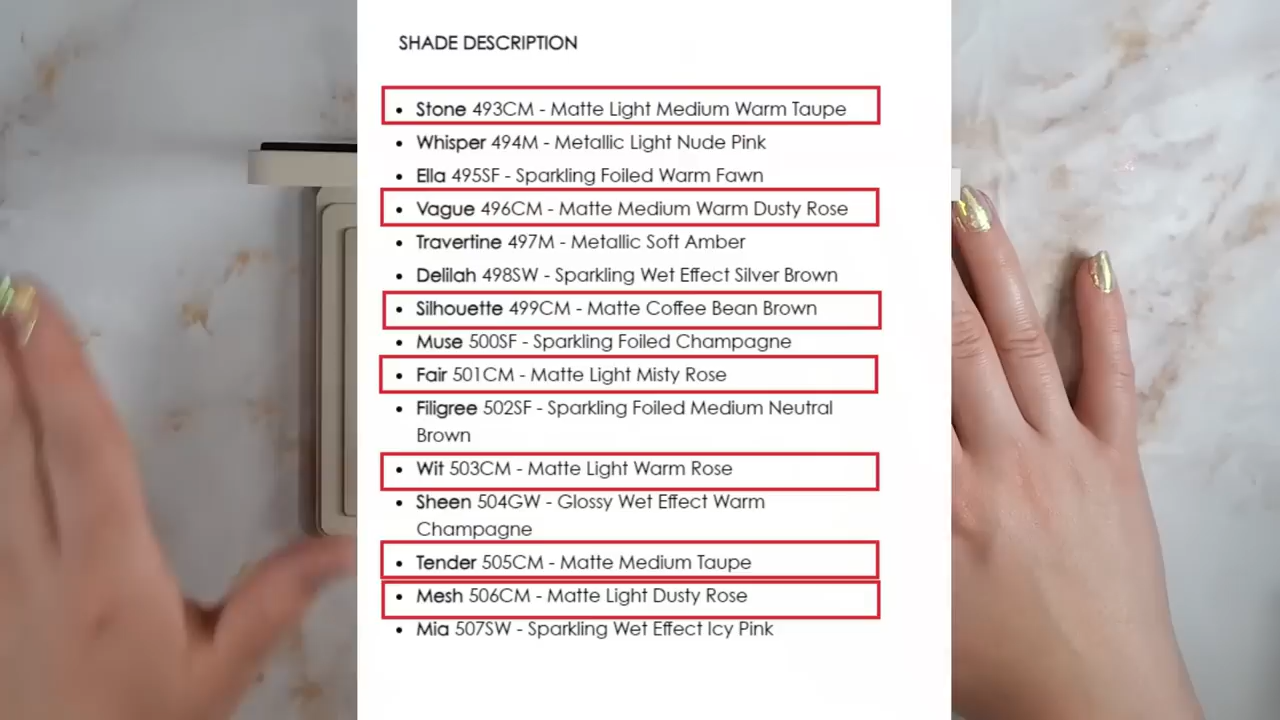 SHADE DESCRIPTION
• Stone 493CM - Matte Light Medium Warm Taupe
• Whisper 494M - Metallic Light Nude Pink
• Ella 495SF - Sparkling Foiled Warm Fawn
• Vague 496CM - Matte Medium Warm Dusty Rose
• Travertine 497M - Metallic Soft Amber
• Delilah 498SW - Sparkling Wet Effect Silver Brown
• Silhouette 499CM - Matte Coffee Bean Brown
• Muse 500SF - Sparkling Foiled Champagne
• Fair 501CM - Matte Light Misty Rose
• Filigree 502SF - Sparkling Foiled Medium Neutral
Brown
• Wit 503CM - Matte Light Warm Rose
• Sheen 504GW - Glossy Wet Effect Warm
Champagne
• Tender 505CM - Matte Medium Taupe
• Mesh 506CM - Matte Light Dusty Rose
• Mia 507SW - Sparkling Wet Effect Icy Pink